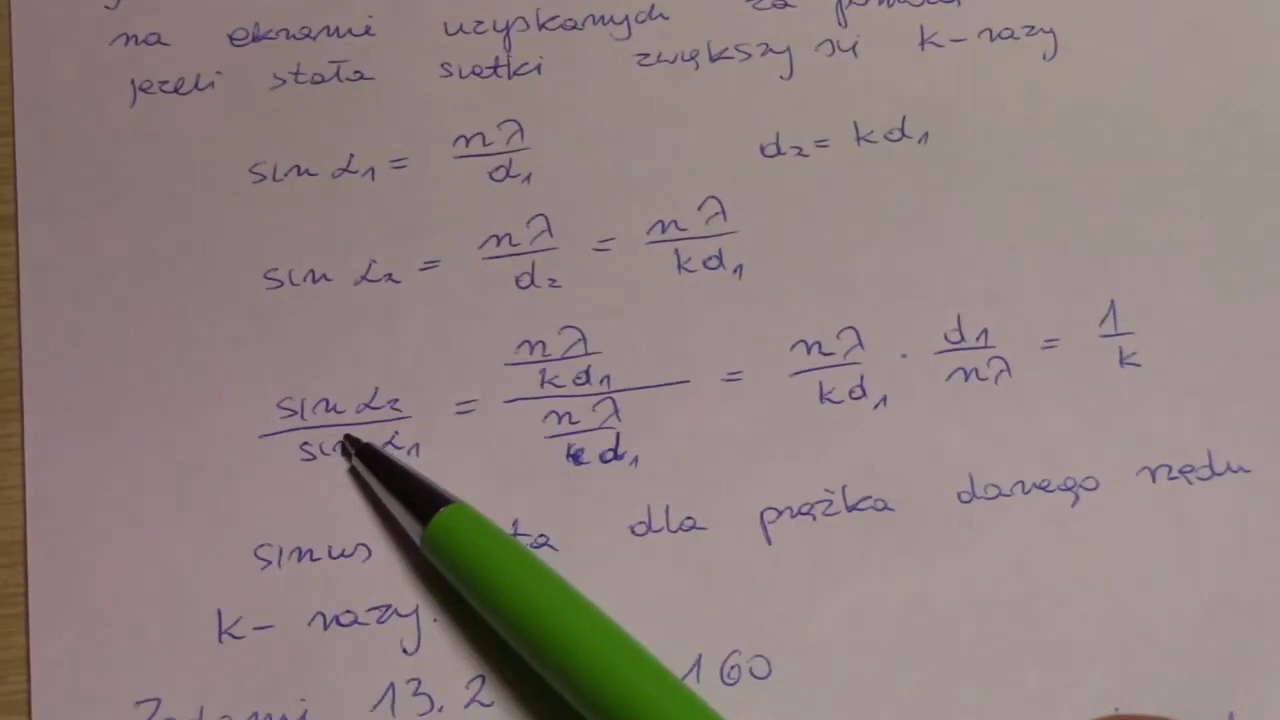 na ekranie uzyskanych za
jeżeli stała siatki zwiększy się k-razy
sin α₁ = nλ/d₁    d₂ = kd₁
sin α₂ = nλ/d₂ = nλ/kd₁
sin α₂/sin α₁ = (nλ/kd₁)/(nλ/d₁) = nλ/kd₁ · d₁/nλ = 1/k
sinus dla prążka danego rzędu
k-razy.
13.2 160